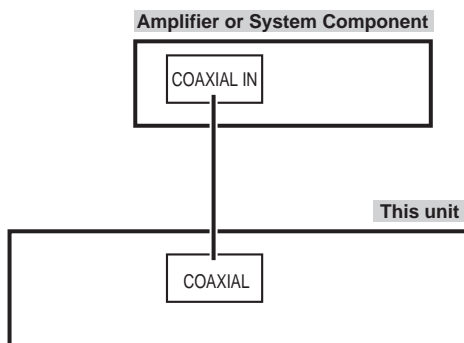 Amplifier or System Component
COAXIAL IN
This unit
COAXIAL